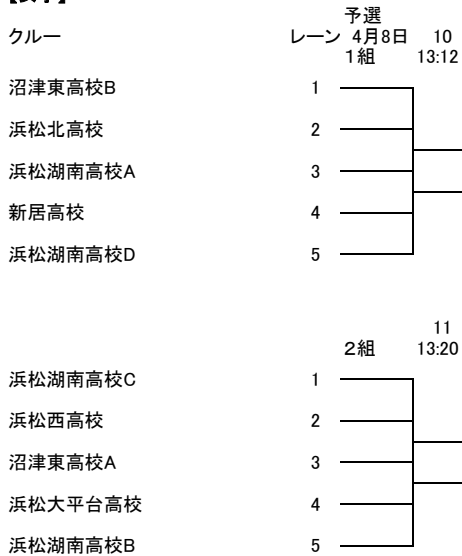 予選
クルー レーン 4月8日 10
1組 13:12
沼津東高校B 1
浜松北高校 2
浜松湖南高校A 3
新居高校 4
浜松湖南高校D 5
11
2組 13:20
浜松湖南高校C 1
浜松西高校 2
沼津東高校A 3
浜松大平台高校 4
浜松湖南高校B 5